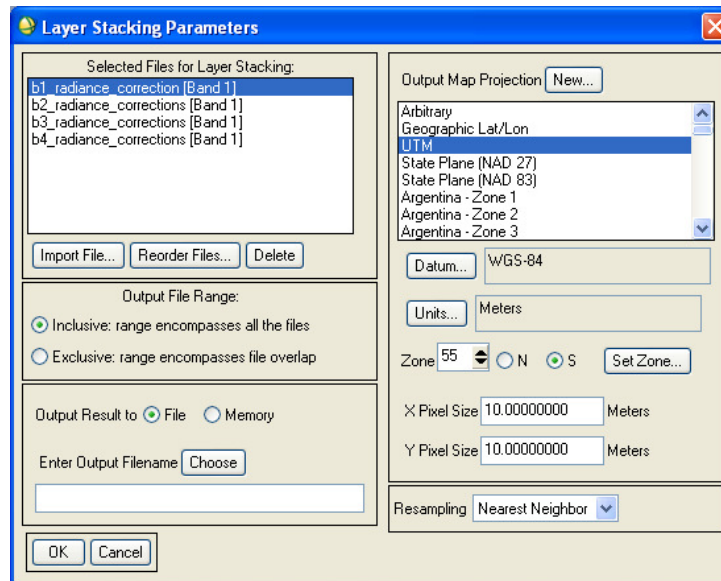 Layer Stacking Parameters
Selected Files for Layer Stacking:
b1_radiance_correction [Band 1]
b2_radiance_corrections [Band 1]
b3_radiance_corrections [Band 1]
b4_radiance_corrections [Band 1]
Import File... Reorder Files... Delete
Output File Range:
Inclusive: range encompasses all the files
Exclusive: range encompasses file overlap
Output Result to File Memory
Enter Output Filename Choose
OK Cancel
Output Map Projection New...
Arbitrary
Geographic Lat/Lon
UTM
State Plane (NAD 27)
State Plane (NAD 83)
Argentina - Zone 1
Argentina - Zone 2
Argentina - Zone 3
Datum... WGS-84
Units... Meters
Zone 55 N S Set Zone...
X Pixel Size 10.00000000 Meters
Y Pixel Size 10.00000000 Meters
Resampling Nearest Neighbor